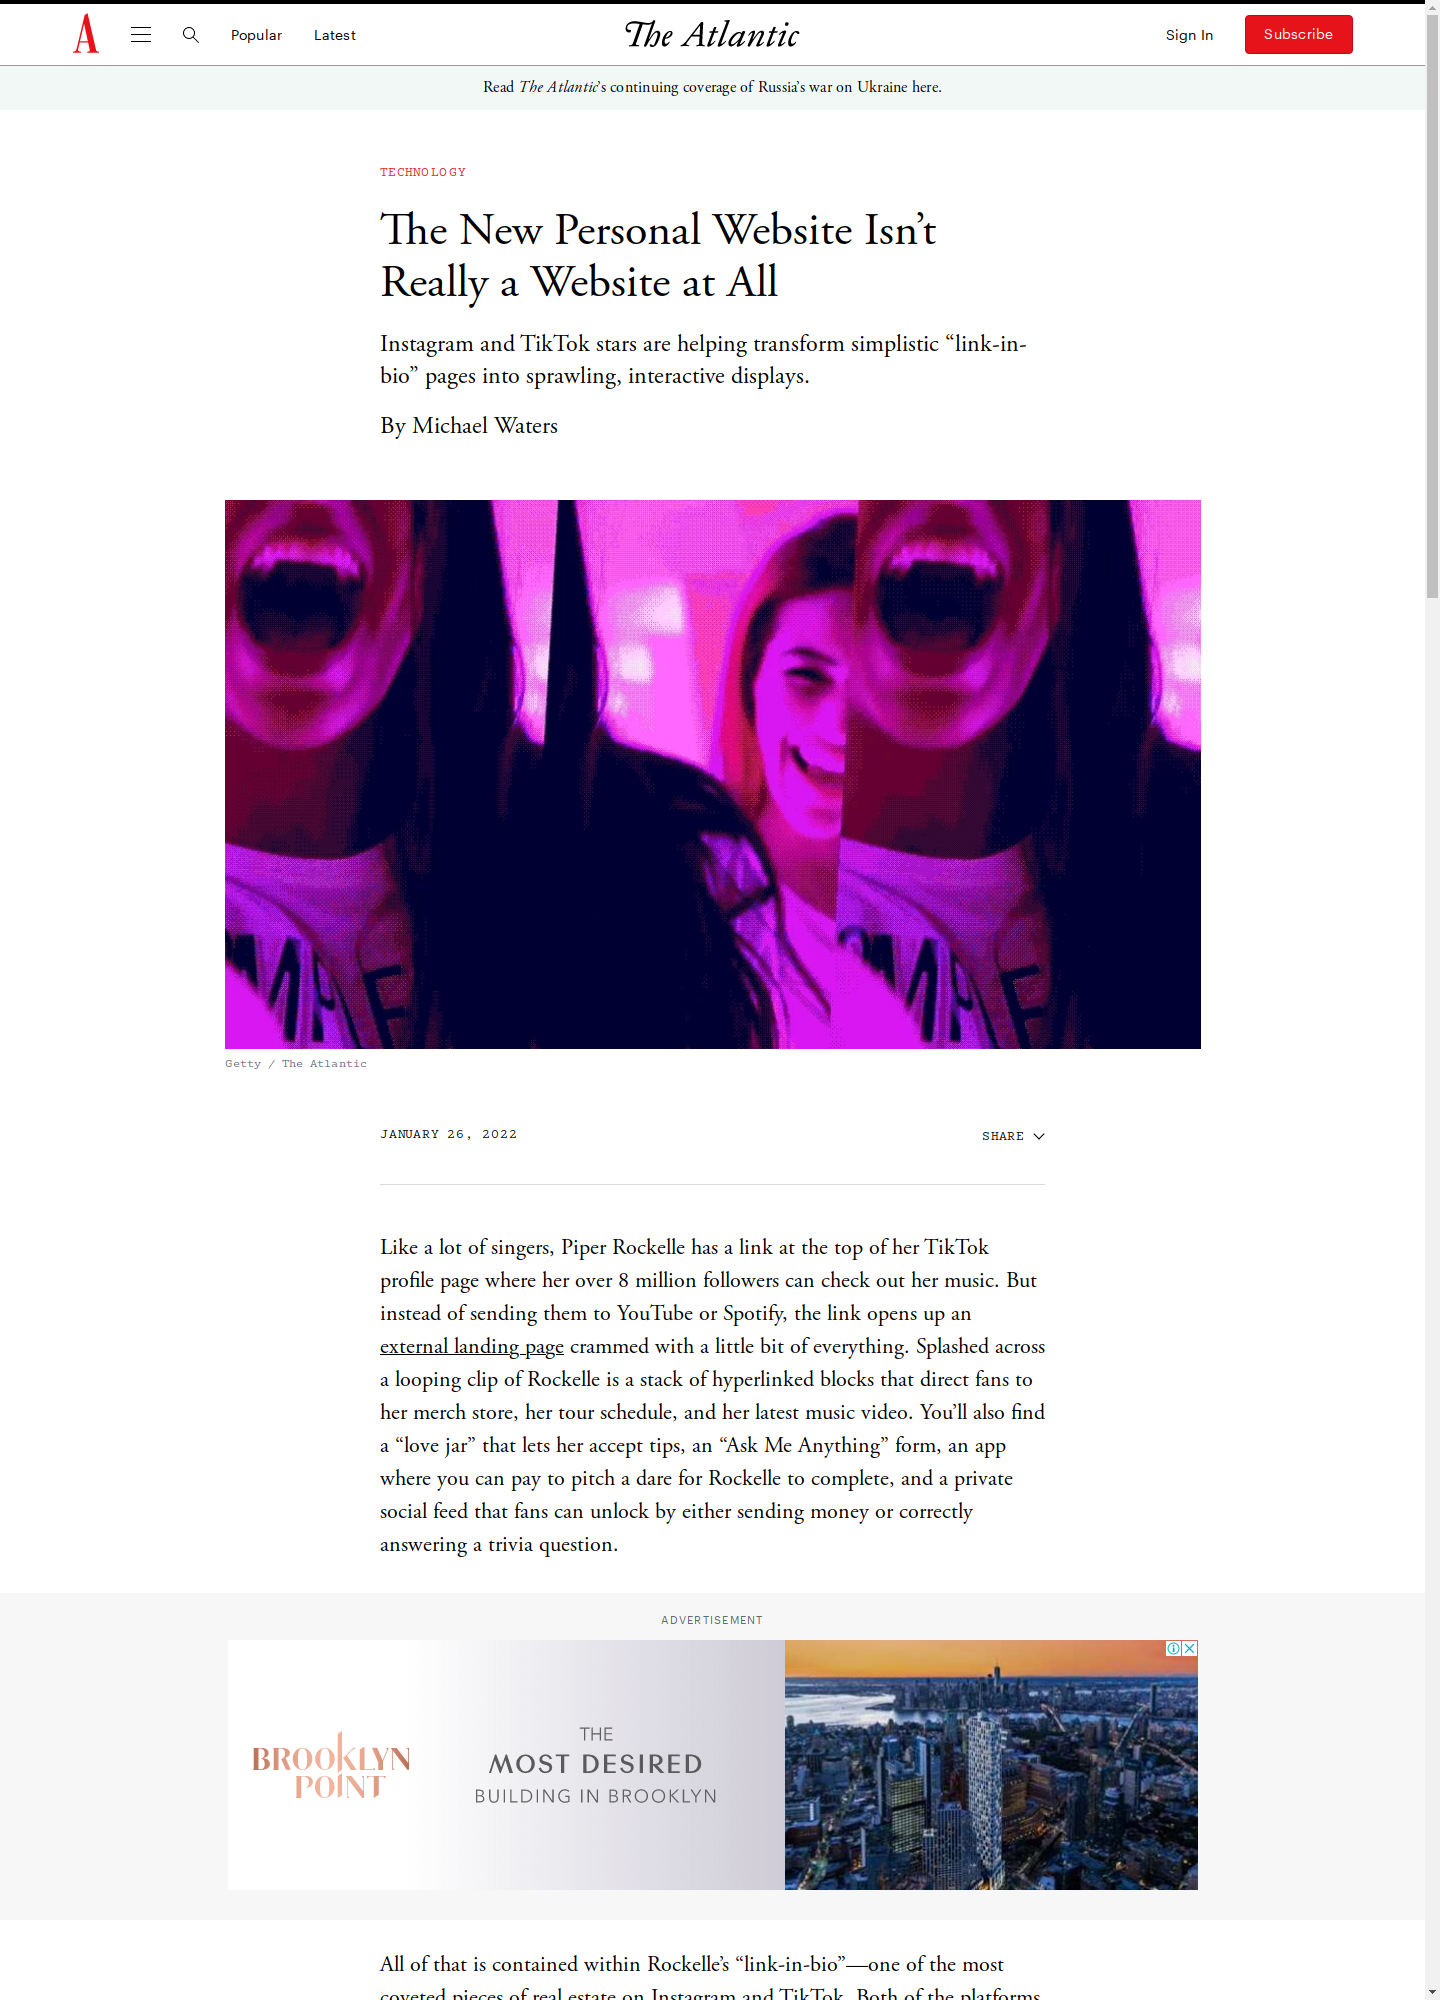 A
Popular
Latest
The Atlantic
Sign In
Subscribe
Read The Atlantic’s continuing coverage of Russia’s war on Ukraine here.
TECHNOLOGY
The New Personal Website Isn’t
Really a Website at All
Instagram and TikTok stars are helping transform simplistic “link-in-
bio” pages into sprawling, interactive displays.
By Michael Waters
Getty / The Atlantic
JANUARY 26, 2022
SHARE
Like a lot of singers, Piper Rockelle has a link at the top of her TikTok
profile page where her over 8 million followers can check out her music. But
instead of sending them to YouTube or Spotify, the link opens up an
external landing page crammed with a little bit of everything. Splashed across
a looping clip of Rockelle is a stack of hyperlinked blocks that direct fans to
her merch store, her tour schedule, and her latest music video. You’ll also find
a “love jar” that lets her accept tips, an “Ask Me Anything” form, an app
where you can pay to pitch a dare for Rockelle to complete, and a private
social feed that fans can unlock by either sending money or correctly
answering a trivia question.
ADVERTISEMENT
BROOKLYN
POINT
THE
MOST DESIRED
BUILDING IN BROOKLYN
All of that is contained within Rockelle’s “link-in-bio”—one of the most
coveted pieces of real estate on Instagram and TikTok. Both of the platforms